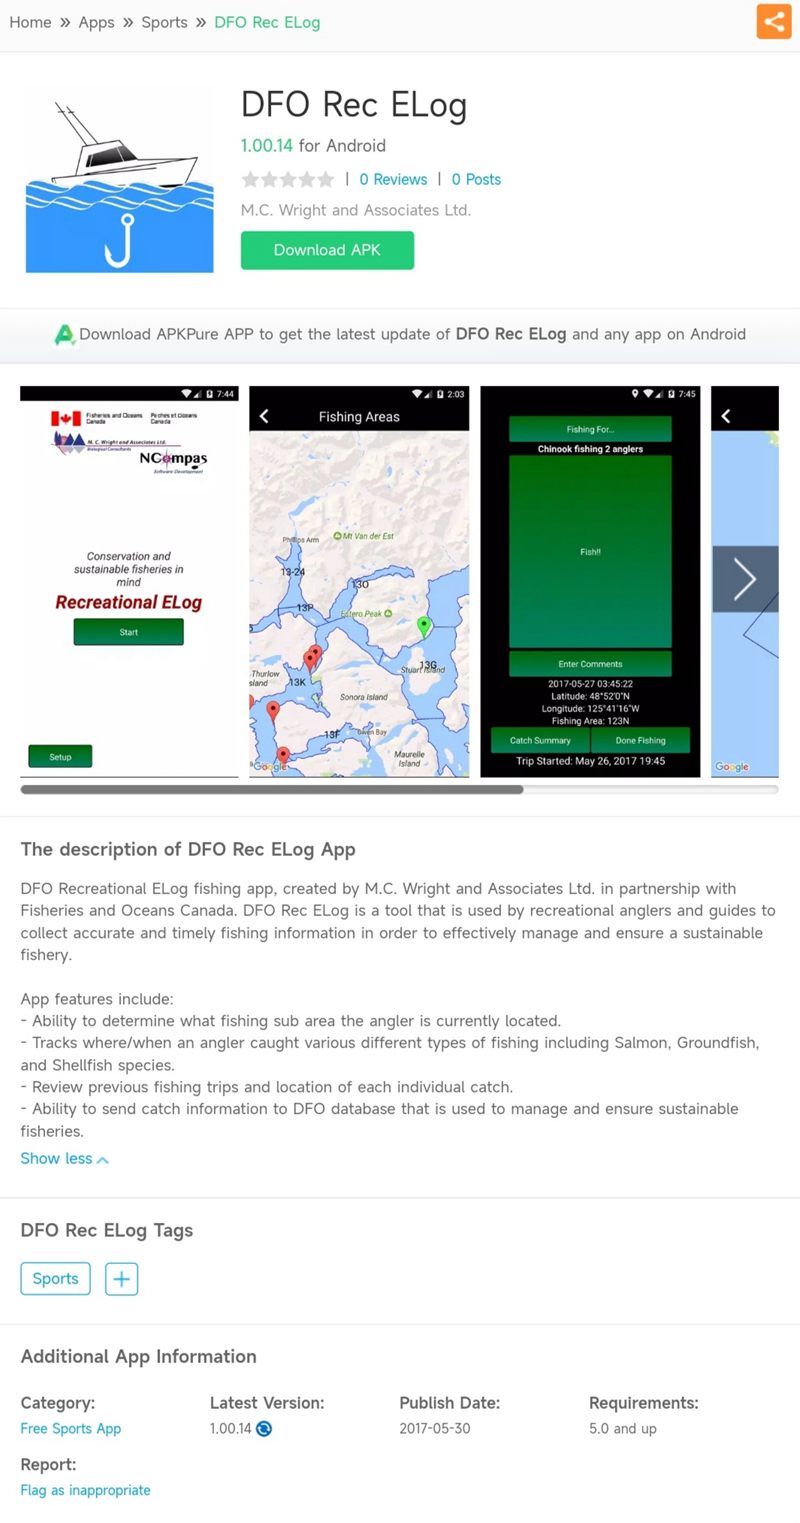 Home » Apps » Sports » DFO Rec ELog
DFO Rec ELog
1.00.14 for Android
| 0 Reviews | 0 Posts
M.C. Wright and Associates Ltd.
Download APK
Download APKPure APP to get the latest update of DFO Rec ELog and any app on Android
7:44
Fisheries and Oceans Canada
Pêches et Océans Canada
M. C. Wright and Associates Ltd.
Biological Consultants
NCompas
Software Development
Conservation and
sustainable fisheries in
mind
Recreational ELog
Start
Setup
2:03
Fishing Areas
Phillips Arm
Mt Van der Est
13-24
13O
13P
Estero Peak
Thurlow
13K
Stuart Island
13G
Sonora Island
13F
Owen Bay
Maurelle
Island
Google
7:45
Fishing For...
Chinook fishing 2 anglers
Fish!!
Enter Comments
2017-05-27 03:45:22
Latitude: 48°52'0"N
Longitude: 125°41'16"W
Fishing Area: 123N
Catch Summary
Done Fishing
Trip Started: May 26, 2017 19:45
Google
The description of DFO Rec ELog App
DFO Recreational ELog fishing app, created by M.C. Wright and Associates Ltd. in partnership with
Fisheries and Oceans Canada. DFO Rec ELog is a tool that is used by recreational anglers and guides to
collect accurate and timely fishing information in order to effectively manage and ensure a sustainable
fishery.
App features include:
- Ability to determine what fishing sub area the angler is currently located.
- Tracks where/when an angler caught various different types of fishing including Salmon, Groundfish,
and Shellfish species.
- Review previous fishing trips and location of each individual catch.
- Ability to send catch information to DFO database that is used to manage and ensure sustainable
fisheries.
Show less
DFO Rec ELog Tags
Sports
+
Additional App Information
Category:
Free Sports App
Latest Version:
1.00.14
Publish Date:
2017-05-30
Requirements:
5.0 and up
Report:
Flag as inappropriate